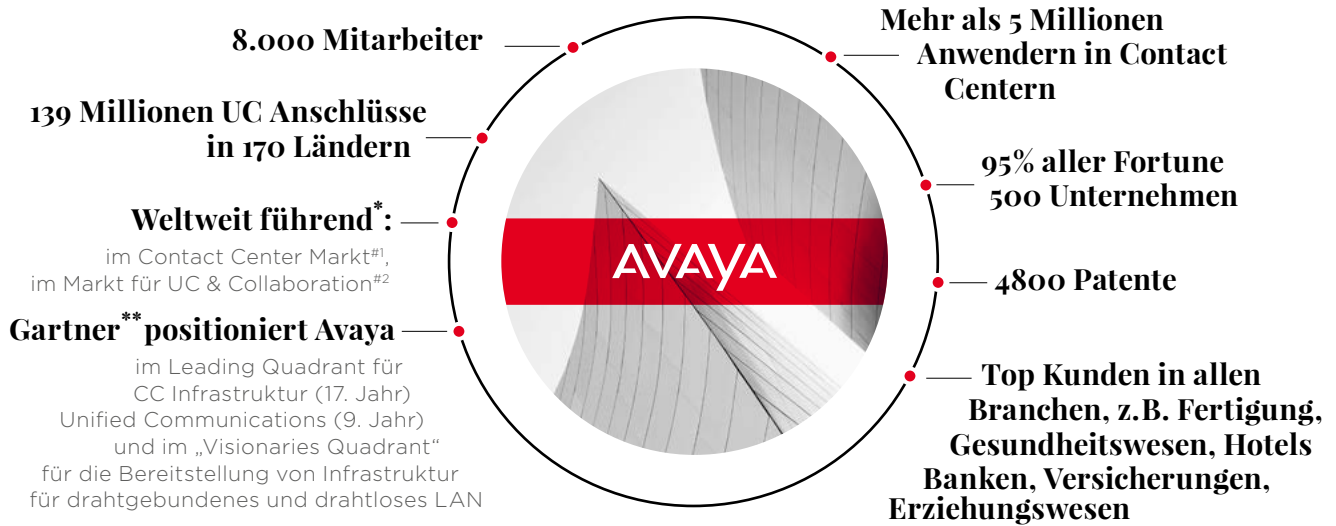 8.000 Mitarbeiter
139 Millionen UC Anschlüsse
in 170 Ländern
Weltweit führend*:
im Contact Center Markt#1,
im Markt für UC & Collaboration#2
Gartner** positioniert Avaya
im Leading Quadrant für
CC Infrastruktur (17. Jahr)
Unified Communications (9. Jahr)
und im „Visionaries Quadrant“
für die Bereitstellung von Infrastruktur
für drahtgebundenes und drahtloses LAN
AVAYA
Mehr als 5 Millionen
Anwendern in Contact
Centern
95% aller Fortune
500 Unternehmen
4800 Patente
Top Kunden in allen
Branchen, z.B. Fertigung,
Gesundheitswesen, Hotels
Banken, Versicherungen,
Erziehungswesen